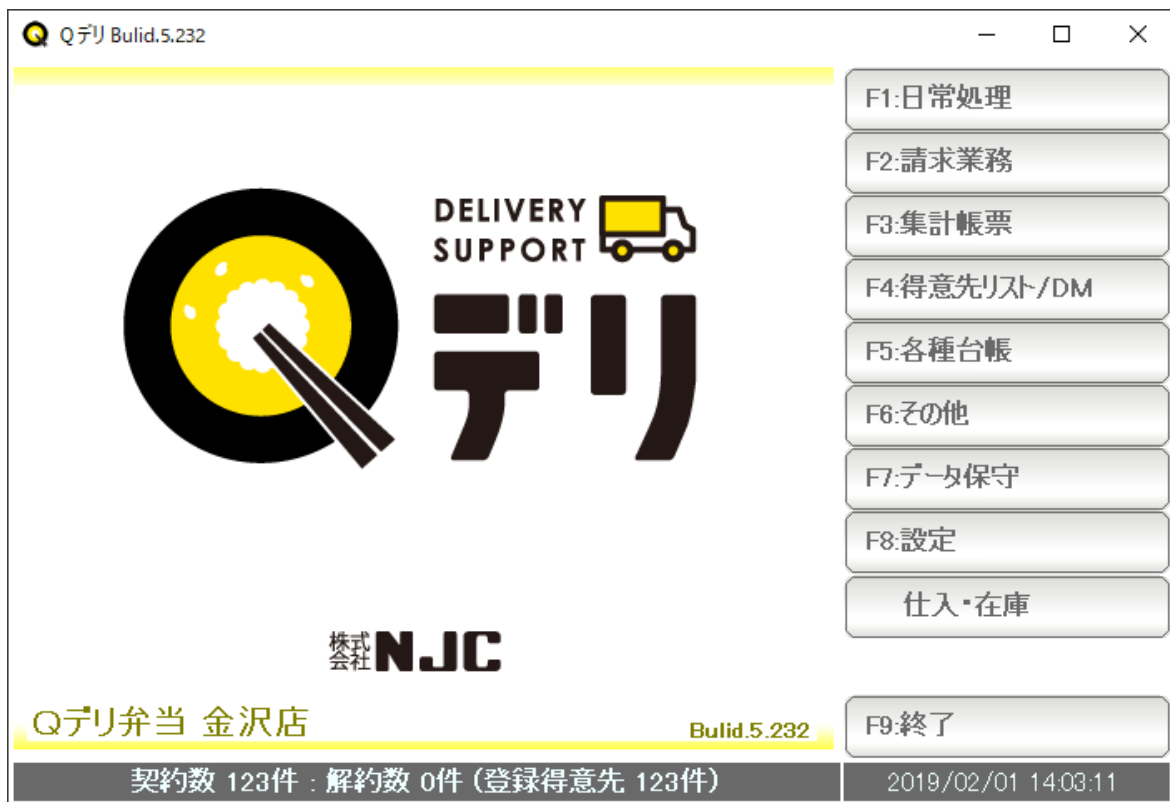 Qデリ Bulid.5.232
F1:日常処理
F2:請求業務
F3:集計帳票
F4:得意先リスト/DM
F5:各種台帳
F6:その他
F7:データ保守
F8:設定
仕入・在庫
F9:終了
DELIVERY
SUPPORT
デリ
株式会社NJC
Qデリ弁当 金沢店
Bulid.5.232
契約数 123件 : 解約数 0件 (登録得意先 123件)
2019/02/01 14:03:11